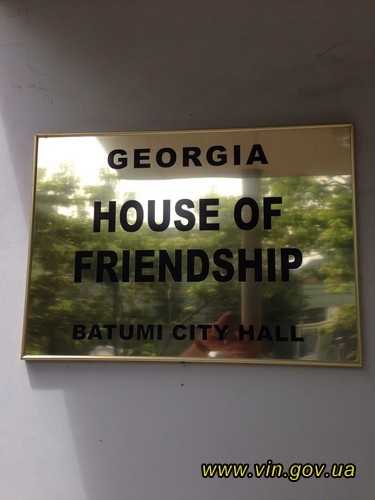 GEORGIA
HOUSE OF
FRIENDSHIP
BATUMI CITY HALL
www.vin.gov.ua